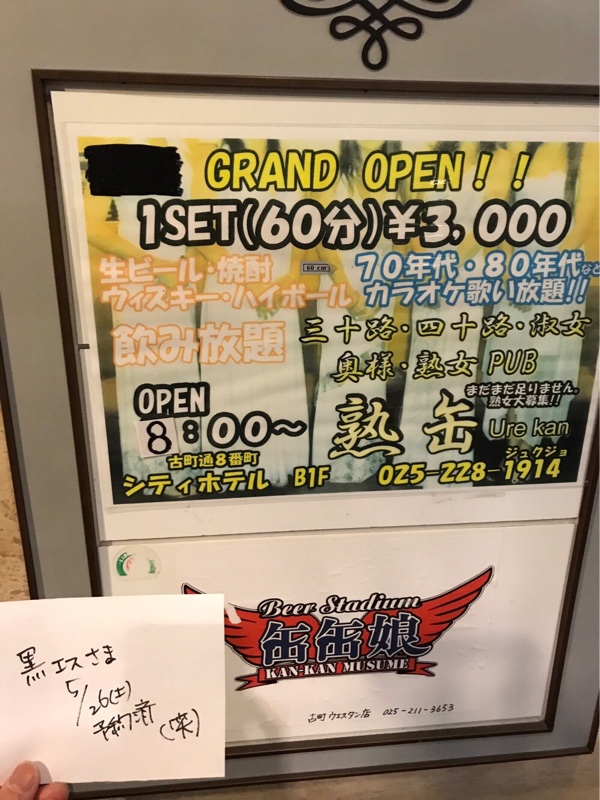 GRAND OPEN!!
1SET(60分)¥3,000
60cm
生ビール・焼酎
ウィスキー・ハイボール
飲み放題
70年代・80年代など
カラオケ歌い放題!!
三十路・四十路・淑女
奥様・熟女 PUB
まだまだ足りません。
熟女大募集!!
OPEN
8:00~
熟缶 Ure kan
古町通8番町
シティホテル B1F
ジュクジョ
025-228-1914
Beer Stadium
缶缶娘
KAN-KAN MUSUME
古町ウエスタン店 025-211-3653
黒エスさま
5/26(土)
予約済
(笑)